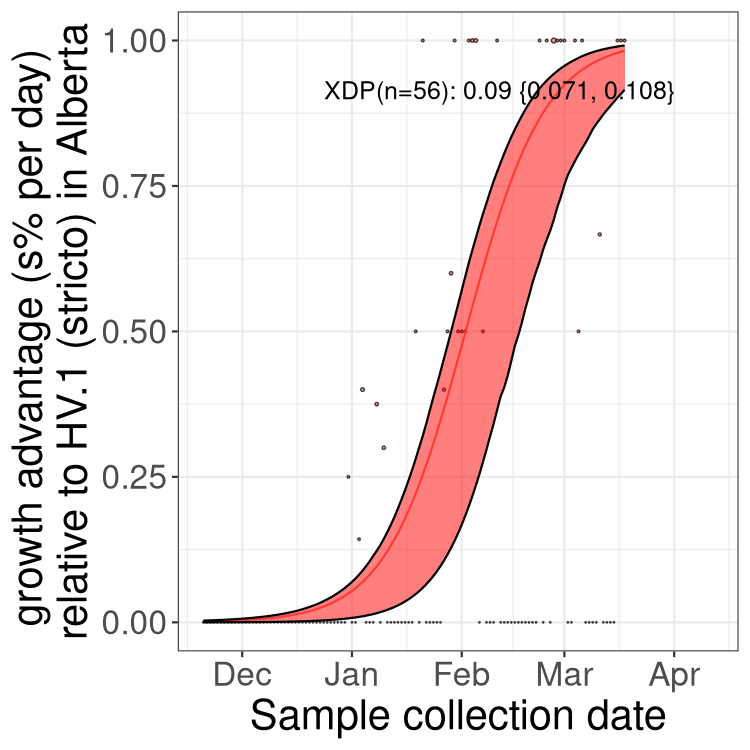 growth advantage (s% per day)
relative to HV.1 (stricto) in Alberta
1.00
0.75
0.50
0.25
0.00
XDP(n=56): 0.09 {0.071, 0.108}
Dec Jan Feb Mar Apr
Sample collection date